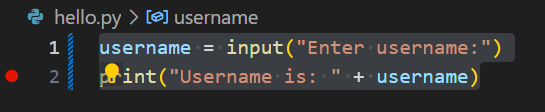 hello.py > username
1 username = input("Enter username:")
2 print("Username is: " + username)